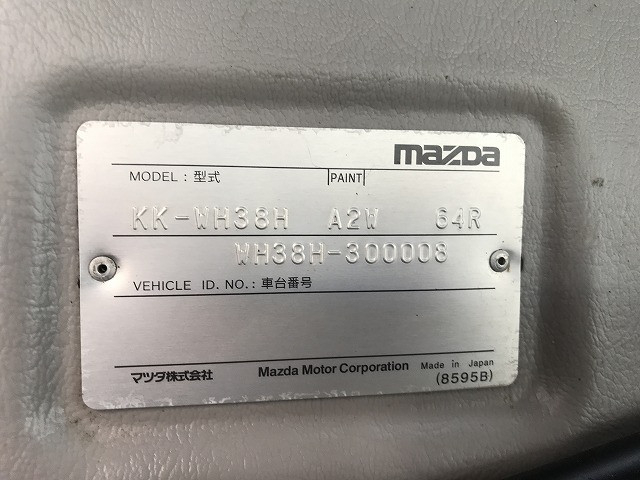 mazda
MODEL : 型式 PAINT
KK-WH38H A2W 64R
WH38H-300008
VEHICLE ID. NO. : 車台番号
マツダ株式会社 Mazda Motor Corporation Made in Japan
(8595B)